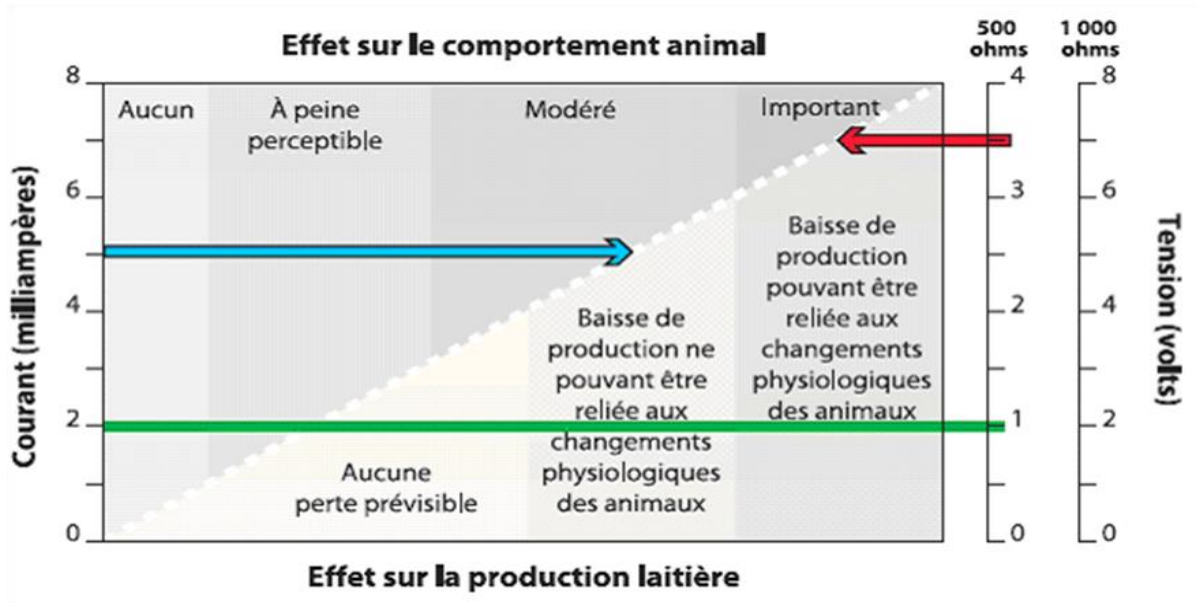 Effet sur le comportement animal
500
ohms
1 000
ohms
Courant (milliampères)
8
6
4
2
0
Aucun
À peine
perceptible
Modéré
Important
Baisse de
production
pouvant être
reliée aux
changements
physiologiques
des animaux
Baisse de
production ne
pouvant être
reliée aux
changements
physiologiques
des animaux
Aucune
perte prévisible
4
3
2
1
0
8
6
4
2
0
Tension (volts)
Effet sur la production laitière